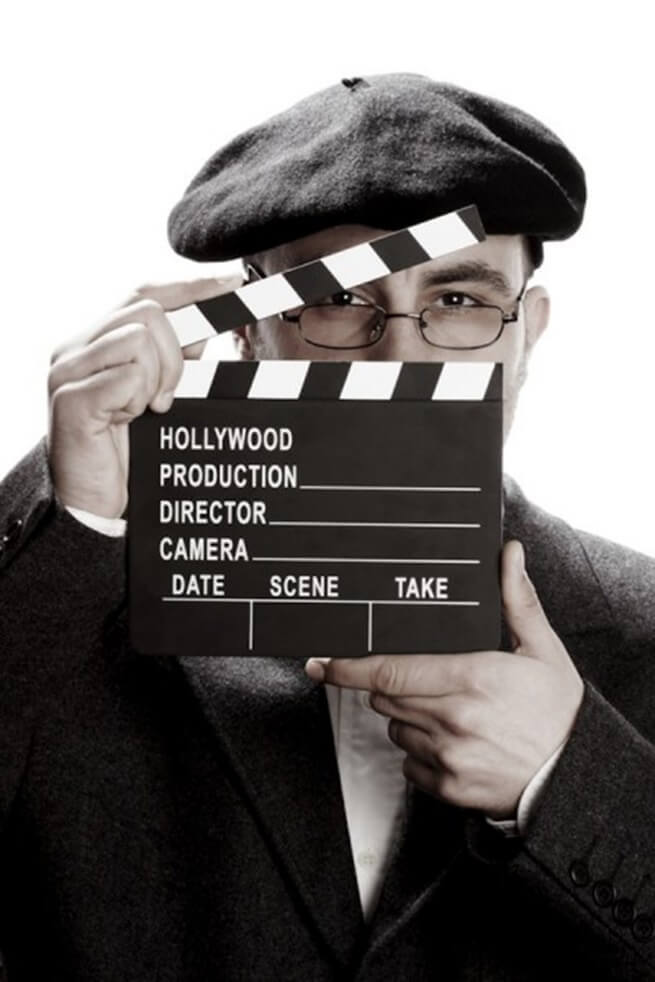 HOLLYWOOD
PRODUCTION
DIRECTOR
CAMERA
DATE SCENE TAKE